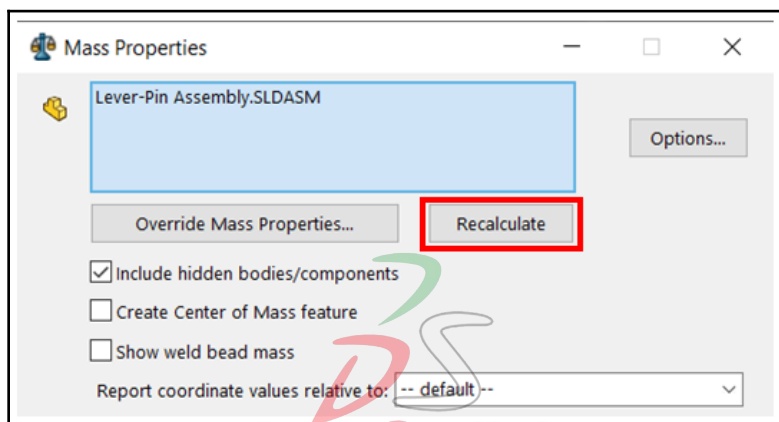 Mass Properties
Lever-Pin Assembly.SLDASM
Options...
Override Mass Properties...
Recalculate
Include hidden bodies/components
Create Center of Mass feature
Show weld bead mass
Report coordinate values relative to: -- default --